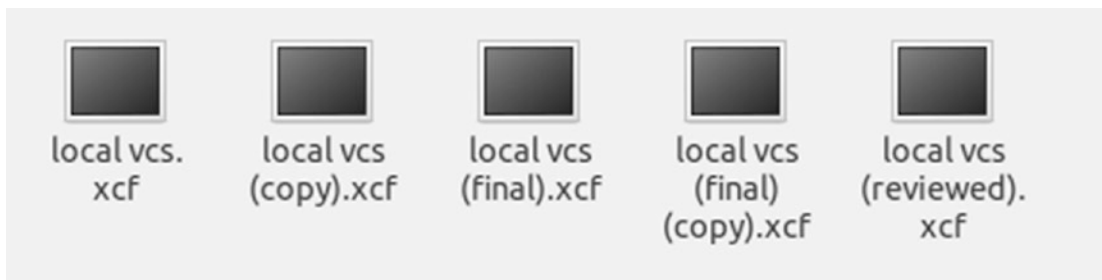 local vcs.
xcf
local vcs
(copy).xcf
local vcs
(final).xcf
local vcs
(final)
(copy).xcf
local vcs
(reviewed).
xcf